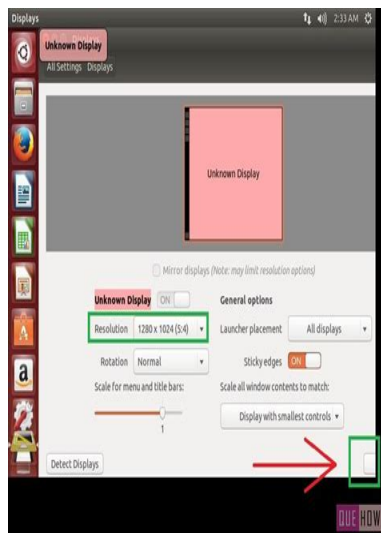 Displays
2:33 AM
Unknown Display
All Settings Displays
Unknown Display
Mirror displays (Note: may limit resolution options)
Unknown Display ON
General options
Resolution 1280 x 1024 (5:4)
Launcher placement All displays
Rotation Normal
Sticky edges ON
Scale for menu and title bars:
Scale all window contents to match:
1
Display with smallest controls
Detect Displays
QUE HOW